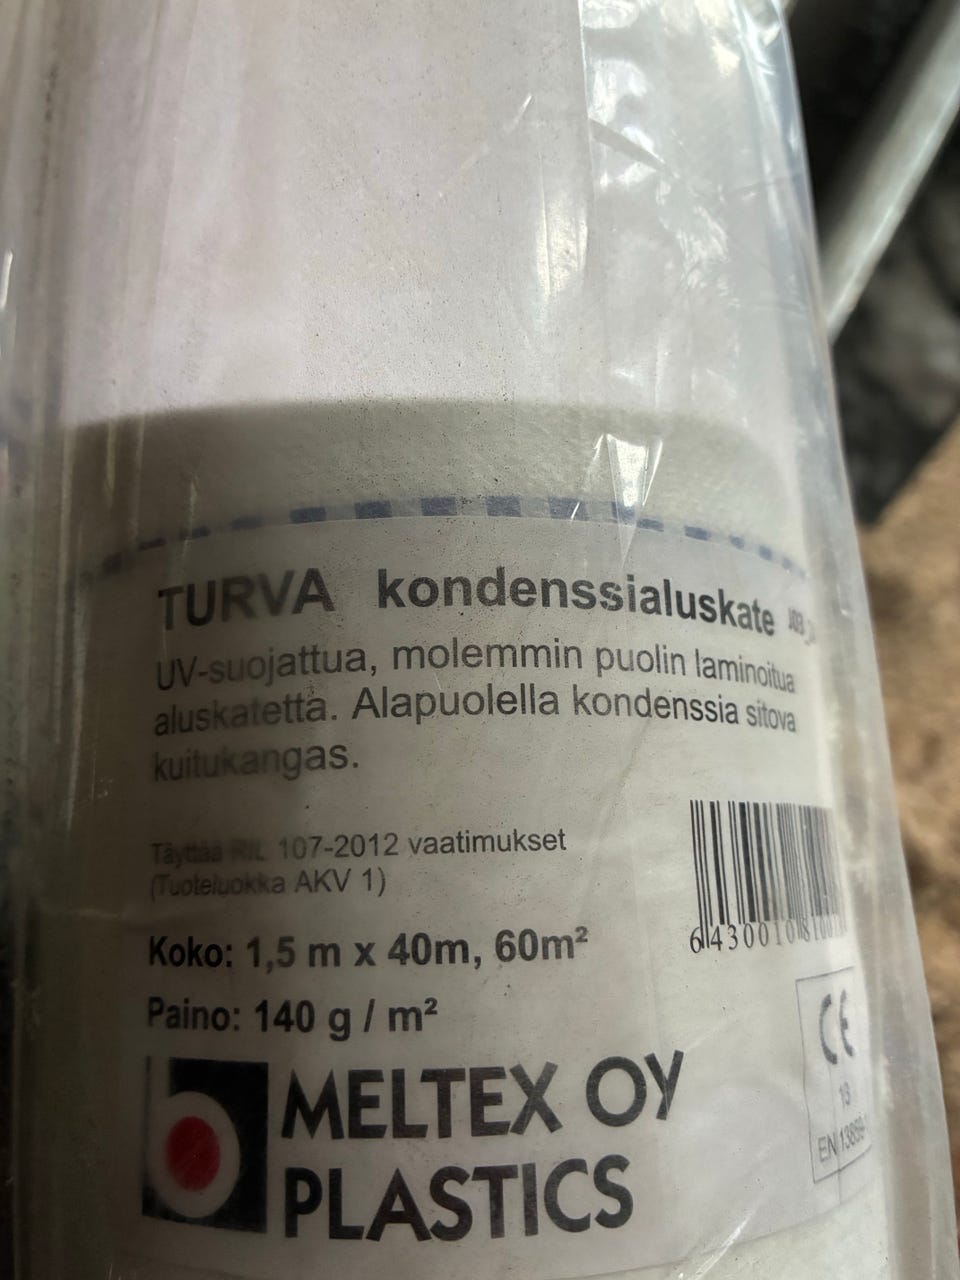 TURVA kondenssialuskate
UV-suojattua, molemmin puolin laminoitua
aluskatetta. Alapuolella kondenssia sitova
kuitukangas.
Täyttää RIL 107-2012 vaatimukset
(Tuoteluokka AKV 1)
Koko: 1,5 m x 40m, 60m²
Paino: 140 g / m²
MELTEX OY
PLASTICS
CE
13